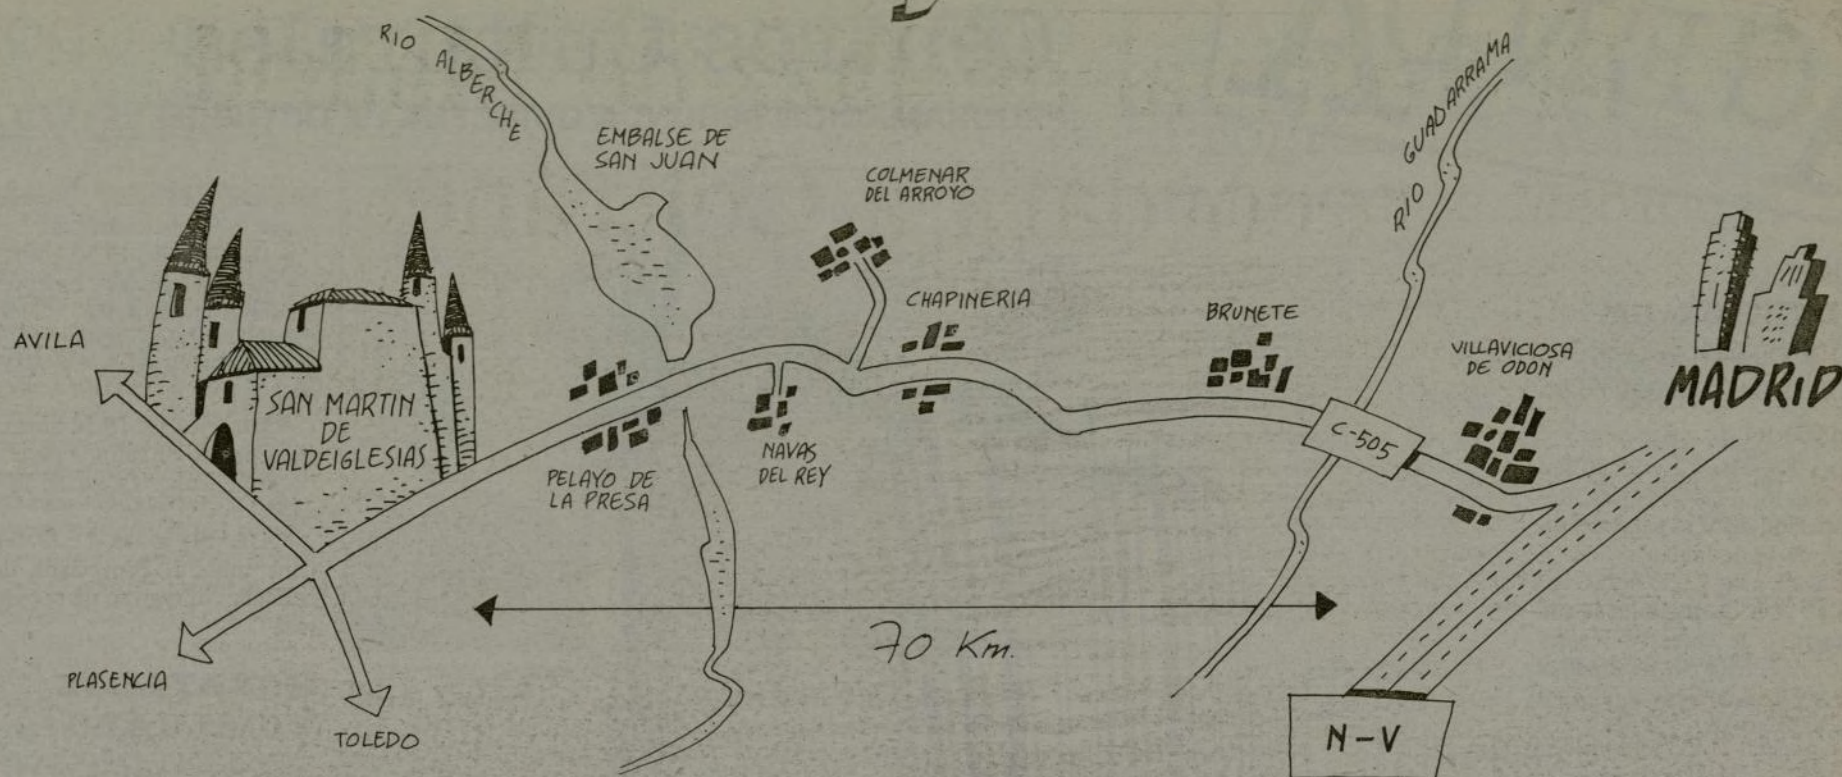 RIO ALBERCHE
EMBALSE DE
SAN JUAN
COLMENAR
DEL ARROYO
RIO GUADARRAMA
CHAPINERIA
BRUNETE
AVILA
VILLAVICIOSA
DE ODON
MADRID
SAN MARTIN
DE
VALDEIGLESIAS
C-505
NAVAS
DEL REY
PELAYO DE
LA PRESA
70 Km.
PLASENCIA
TOLEDO
N-V